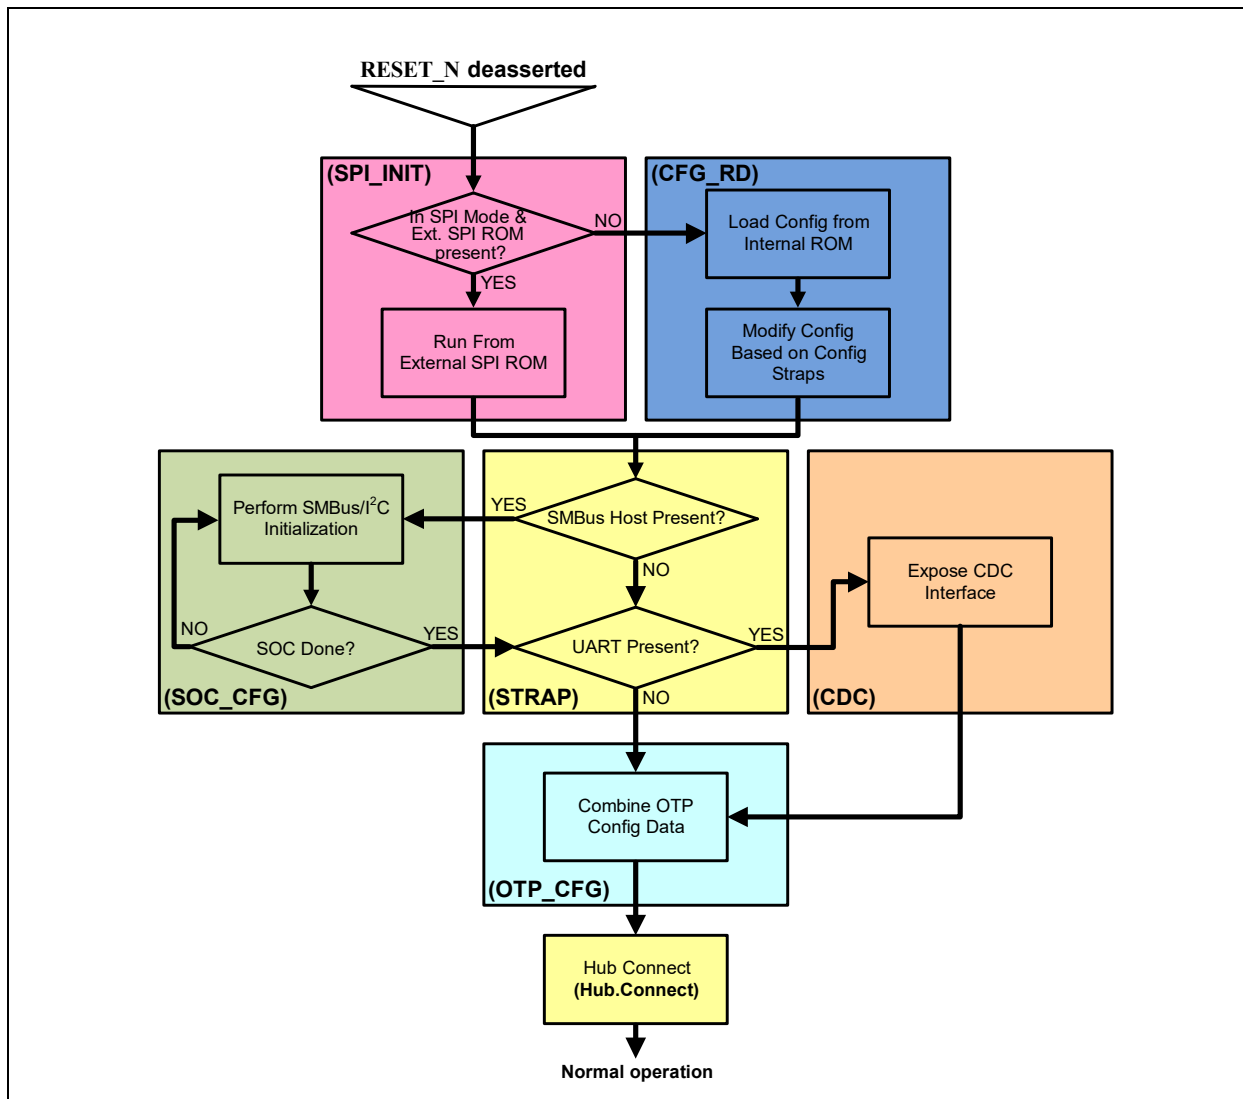 RESET_N deasserted
(SPI_INIT)
(CFG_RD)
In SPI Mode &
Ext. SPI ROM
present?
NO
YES
Load Config from
Internal ROM
Run From
External SPI ROM
Modify Config
Based on Config
Straps
Perform SMBus/I²C
Initialization
YES
SMBus Host Present?
NO
Expose CDC
Interface
NO
SOC Done?
YES
UART Present?
YES
(SOC_CFG)
(STRAP)
NO
(CDC)
Combine OTP
Config Data
(OTP_CFG)
Hub Connect
(Hub.Connect)
Normal operation